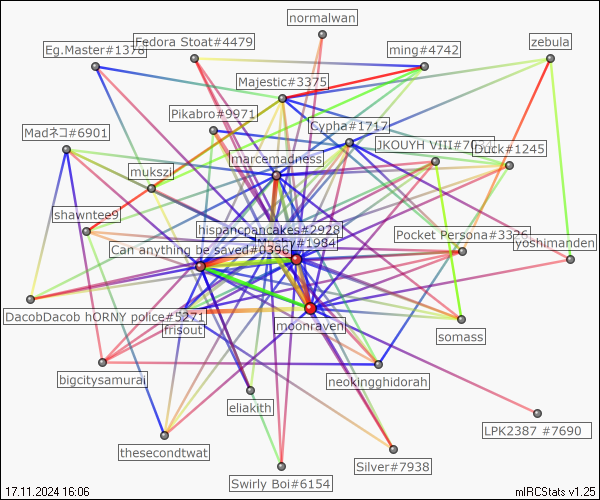 normalwan
Fedora Stoat#4479
Eg.Master#1378
ming#4742
zebula
Majestic#3375
Pikabro#9971
Cypha#1717
Madネコ#6901
JKOUYH VIII#70
Duck#1245
marcemadness
mukszi
shawntee9
hispancpancakes#2928
Pocket Persona#3326
#1984
yoshimanden
Can anything be saved#0396
DacobDacob hORNY police#5271
frisout
moonraven
somass
bigcitysamurai
neokingghidorah
eliakith
LPK2387 #7690
thesecondtwat
Silver#7938
Swirly Boi#6154
17.11.2024 16:06
mIRCStats v1.25